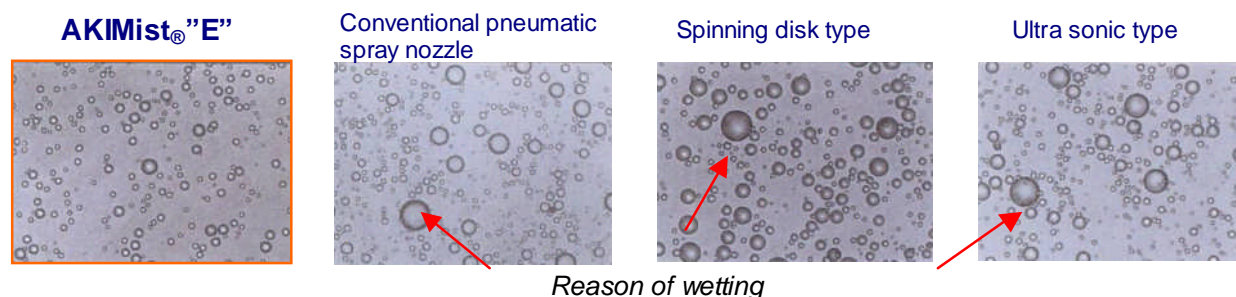 AKIMist®"E"
Conventional pneumatic
spray nozzle
Spinning disk type
Ultra sonic type
Reason of wetting